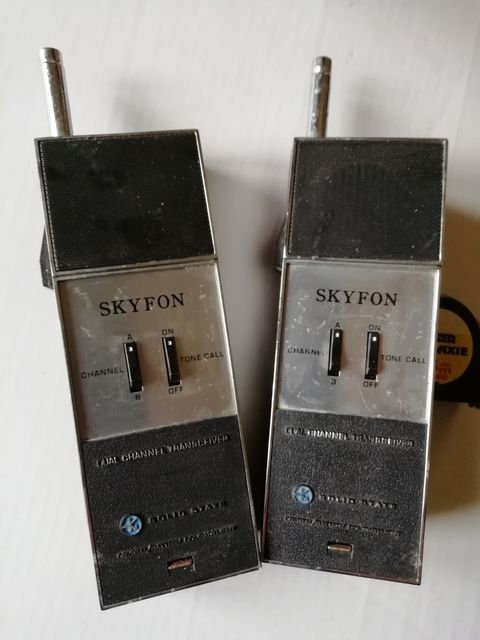 SKYFON
A
ON
CHANNEL
TONE CALL
B
OFF
DUAL CHANNEL TRANSCEIVER
SOLID STATE
SKYFON
A
ON
CHANNEL
TONE CALL
OFF
DUAL CHANNEL TRANSCEIVER
SOLID STATE